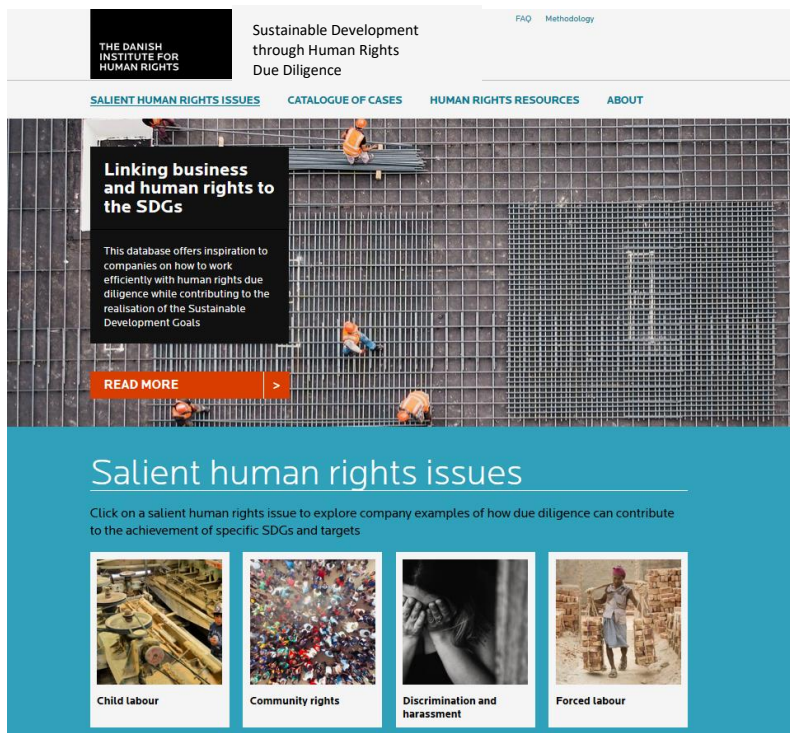 THE DANISH
INSTITUTE FOR
HUMAN RIGHTS
Sustainable Development
through Human Rights
Due Diligence
FAQ Methodology
SALIENT HUMAN RIGHTS ISSUES CATALOGUE OF CASES HUMAN RIGHTS RESOURCES ABOUT
Linking business
and human rights to
the SDGs
This database offers inspiration to
companies on how to work
efficiently with human rights due
diligence while contributing to the
realisation of the Sustainable
Development Goals
READ MORE >
Salient human rights issues
Click on a salient human rights issue to explore company examples of how due diligence can contribute
to the achievement of specific SDGs and targets
Child labour
Community rights
Discrimination and
harassment
Forced labour